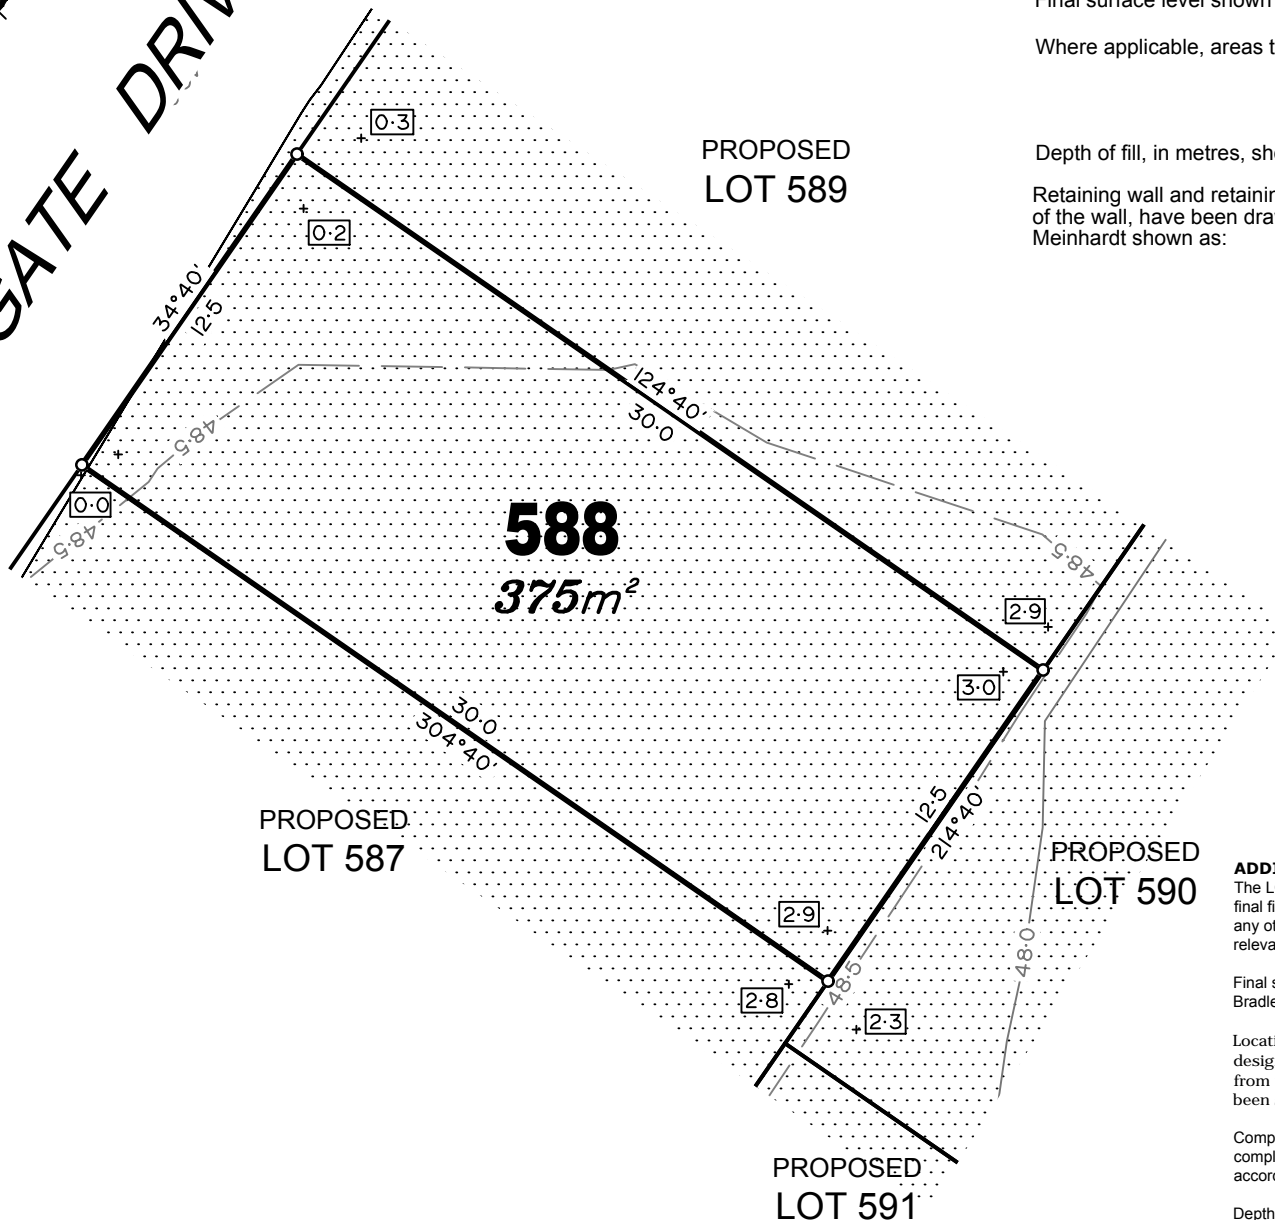 GATE DRIV
Final surface level shown
Where applicable, areas t
Depth of fill, in metres, sh
Retaining wall and retainin
of the wall, have been dra
Meinhardt shown as:
0·3
PROPOSED
LOT 589
0·2
34°40'
12·5
124°40'
30·0
48·5
0·0
48·5
588
375m²
48·5
2·9
3·0
30·0
304°40'
12·5
214°40'
PROPOSED
LOT 587
PROPOSED
LOT 590
2·9
48·5
48·0
2·8
2·3
PROPOSED
LOT 591
ADDI
The L
final fi
any ot
releva
Final s
Bradle
Locati
desig
from
been
Comp
compl
accor
Depth